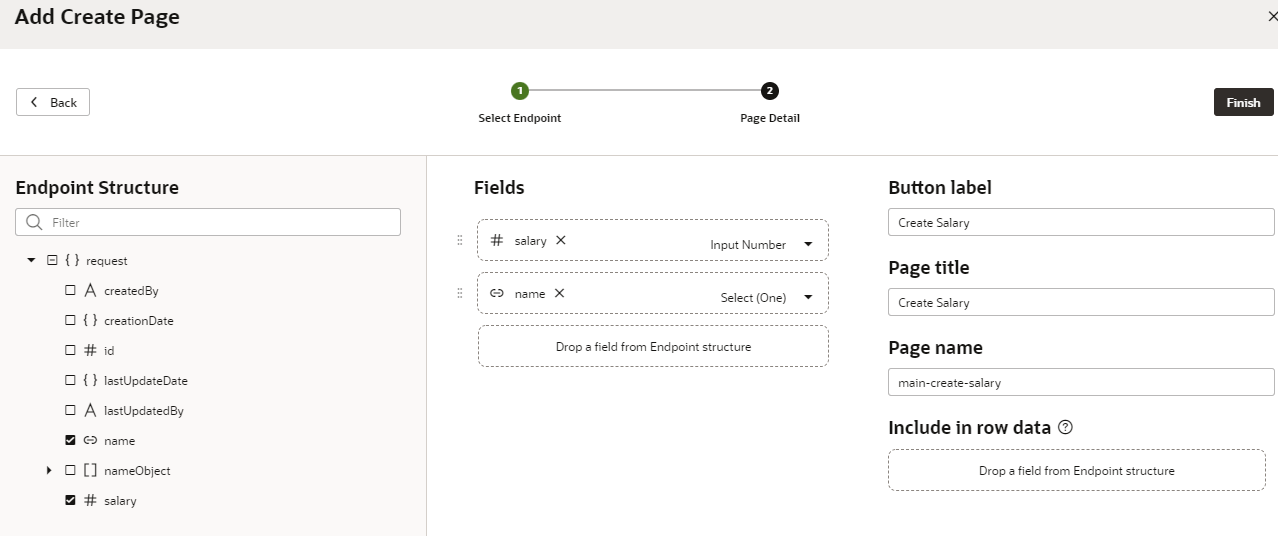 Add Create Page
Back
1
2
Select Endpoint
Page Detail
Finish
Endpoint Structure
Filter
{ } request
A createdBy
{ } creationDate
# id
{ } lastUpdateDate
A lastUpdatedBy
name
[ ] nameObject
# salary
Fields
# salary
Input Number
name
Select (One)
Drop a field from Endpoint structure
Button label
Create Salary
Page title
Create Salary
Page name
main-create-salary
Include in row data ?
Drop a field from Endpoint structure